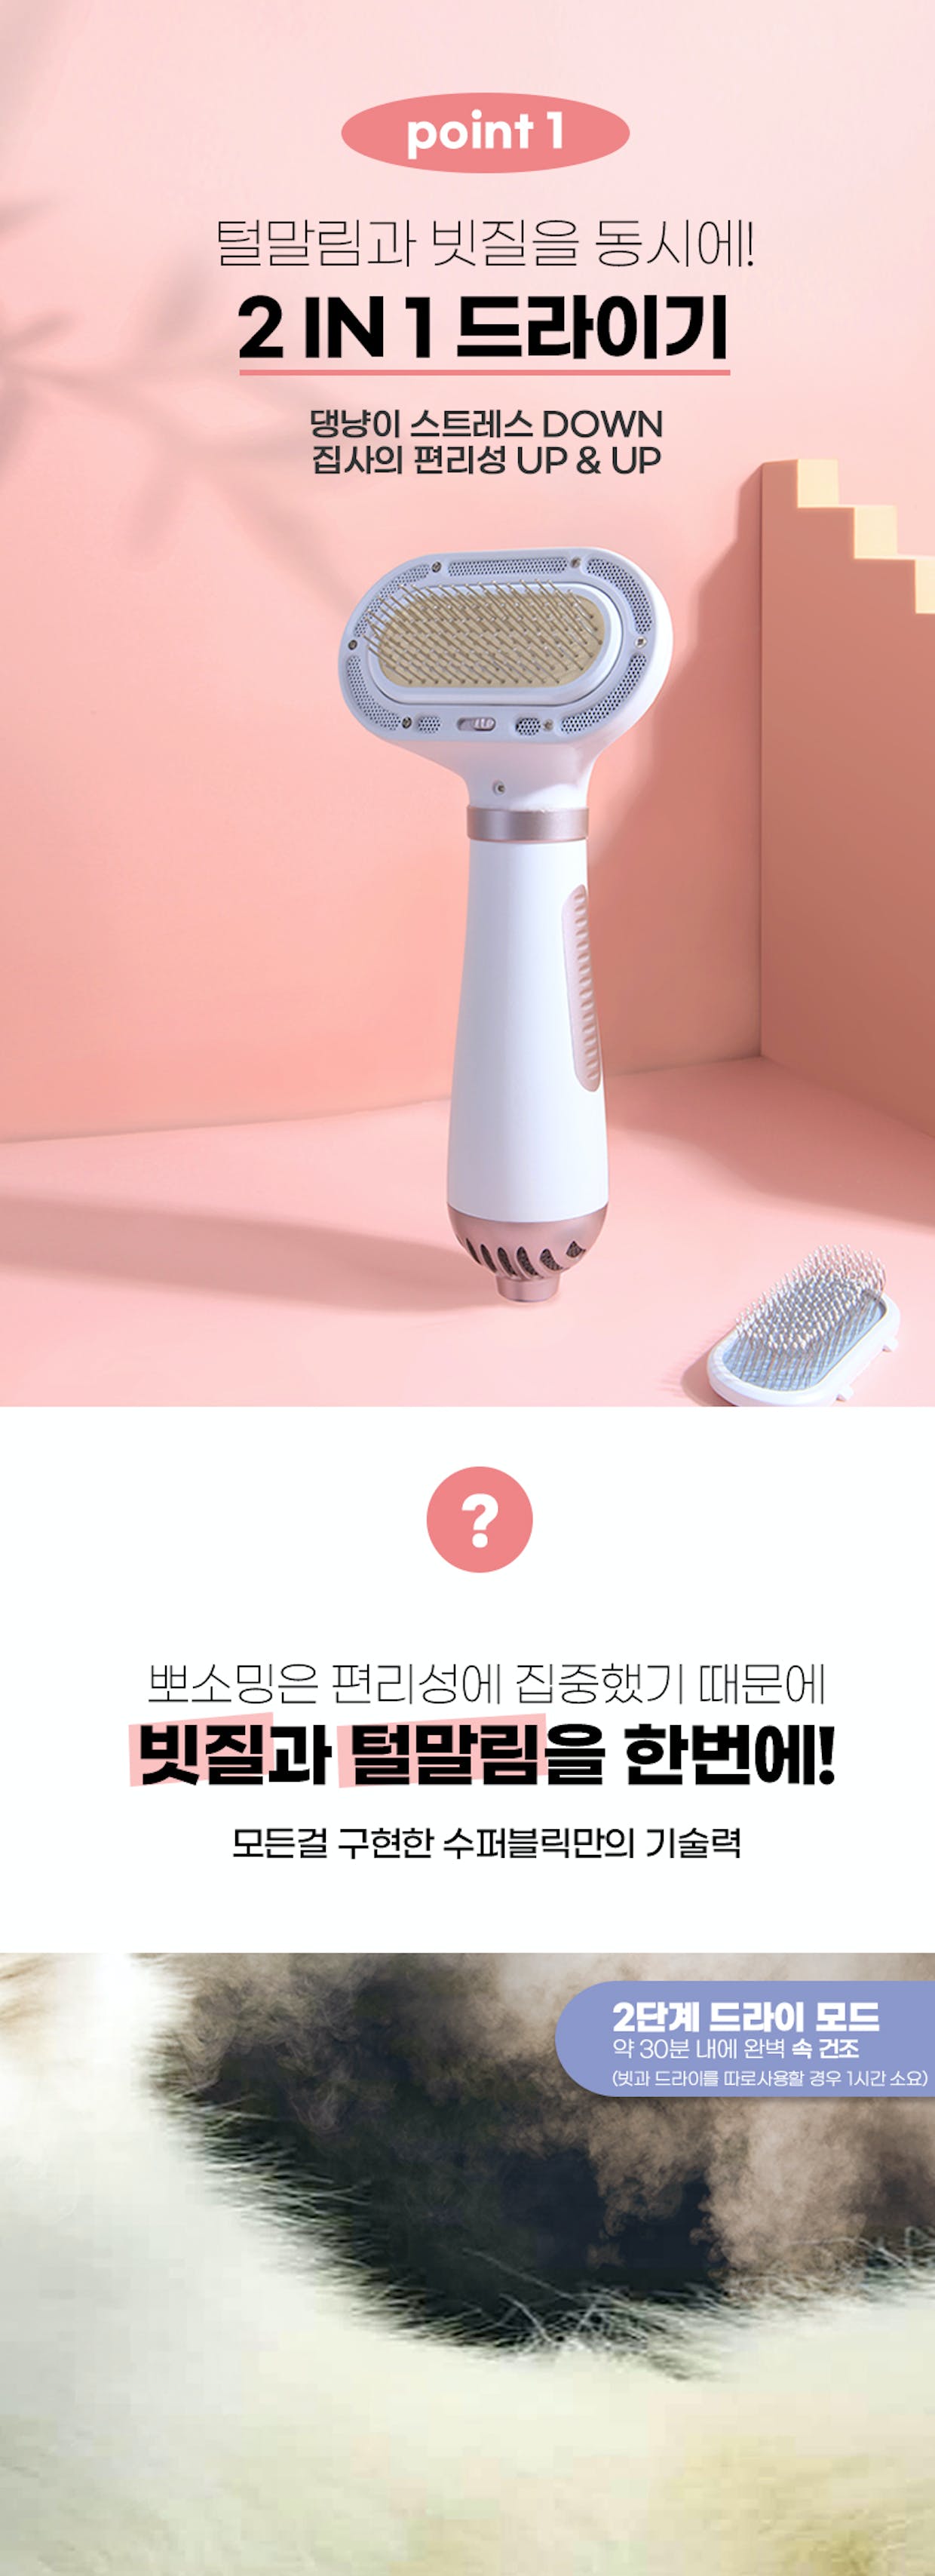 point 1
털말림과 빗질을 동시에!
2 IN 1 드라이기
댕냥이 스트레스 DOWN
집사의 편리성 UP & UP
?
뽀소밍은 편리성에 집중했기 때문에
빗질과 털말림을 한번에!
모든걸 구현한 수퍼블릭만의 기술력
2단계 드라이 모드
약 30분 내에 완벽 속 건조
(빗과 드라이를 따로사용할 경우 1시간 소요)